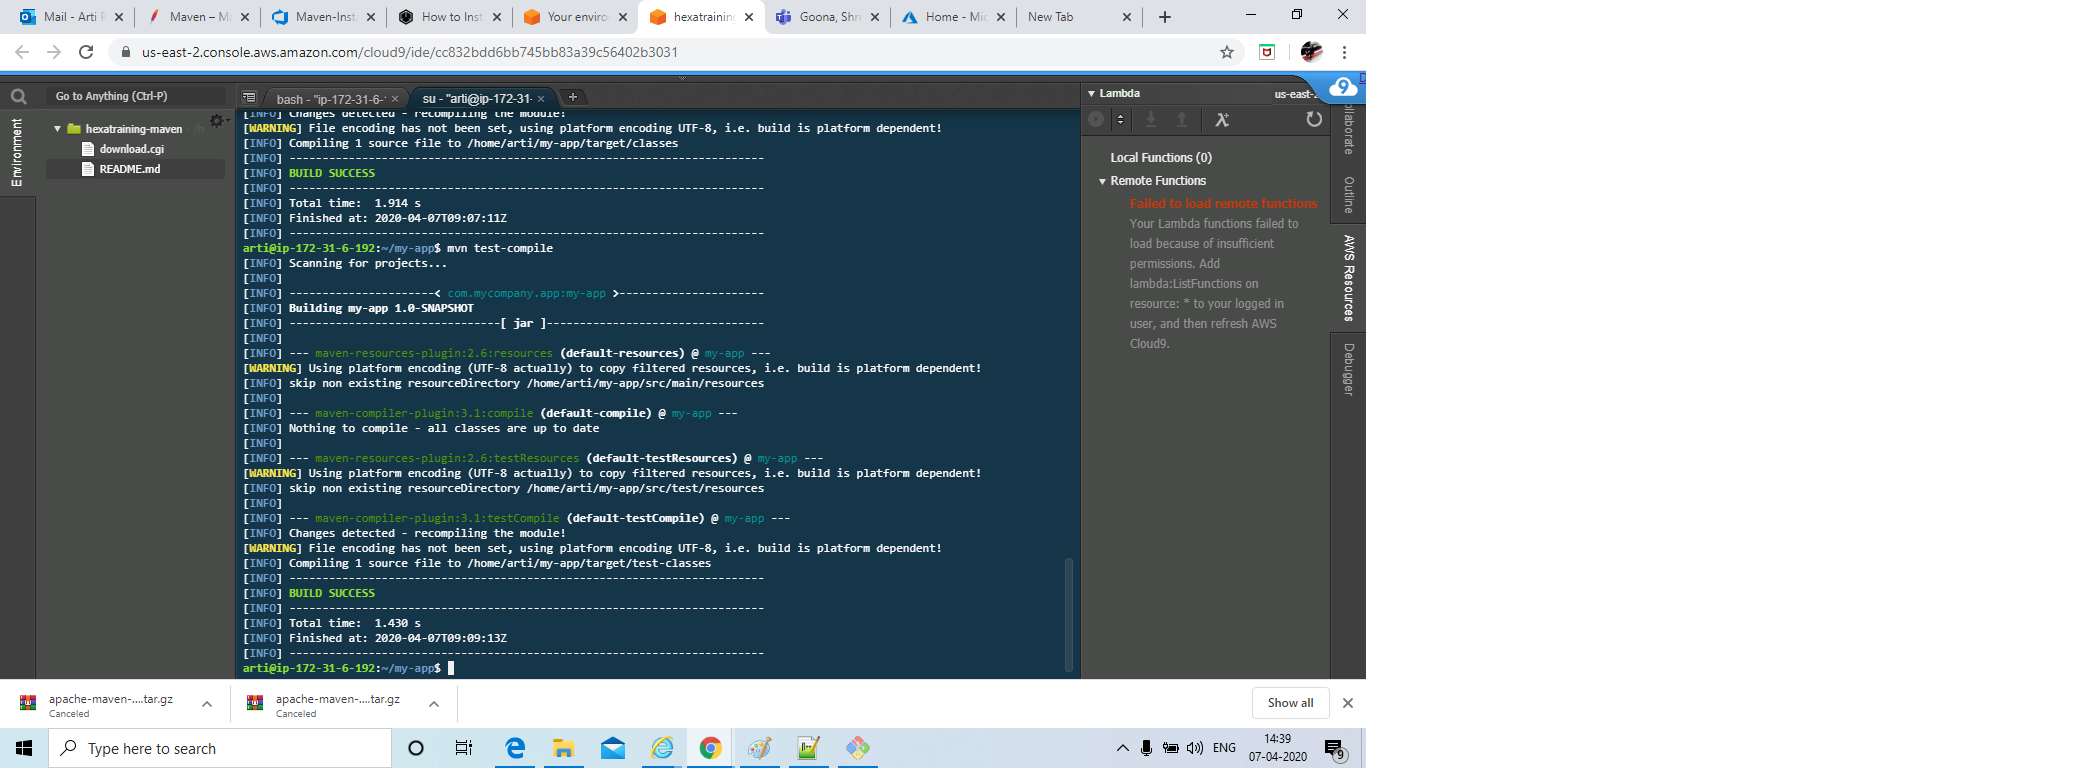 Mail - Arti P
Maven – Ma
Maven-Insta
How to Inst
Your enviro
hexatraining
Goona, Shre
Home - Mic
New Tab
us-east-2.console.aws.amazon.com/cloud9/ide/cc832bdd6bb745bb83a39c56402b3031
Go to Anything (Ctrl-P)
bash - "ip-172-31-6-1
su - "arti@ip-172-31-
Lambda
us-east-2
9
Environment
hexatraining-maven
download.cgi
README.md
[INFO] Changes detected - recompiling the module!
[WARNING] File encoding has not been set, using platform encoding UTF-8, i.e. build is platform dependent!
[INFO] Compiling 1 source file to /home/arti/my-app/target/classes
[INFO] ------------------------------------------------------------------------
[INFO] BUILD SUCCESS
[INFO] ------------------------------------------------------------------------
[INFO] Total time:  1.914 s
[INFO] Finished at: 2020-04-07T09:07:11Z
[INFO] ------------------------------------------------------------------------
arti@ip-172-31-6-192:~/my-app$ mvn test-compile
[INFO] Scanning for projects...
[INFO]
[INFO] ----------------------< com.mycompany.app:my-app >----------------------
[INFO] Building my-app 1.0-SNAPSHOT
[INFO] --------------------------------[ jar ]---------------------------------
[INFO]
[INFO] --- maven-resources-plugin:2.6:resources (default-resources) @ my-app ---
[WARNING] Using platform encoding (UTF-8 actually) to copy filtered resources, i.e. build is platform dependent!
[INFO] skip non existing resourceDirectory /home/arti/my-app/src/main/resources
[INFO]
[INFO] --- maven-compiler-plugin:3.1:compile (default-compile) @ my-app ---
[INFO] Nothing to compile - all classes are up to date
[INFO]
[INFO] --- maven-resources-plugin:2.6:testResources (default-testResources) @ my-app ---
[WARNING] Using platform encoding (UTF-8 actually) to copy filtered resources, i.e. build is platform dependent!
[INFO] skip non existing resourceDirectory /home/arti/my-app/src/test/resources
[INFO]
[INFO] --- maven-compiler-plugin:3.1:testCompile (default-testCompile) @ my-app ---
[INFO] Changes detected - recompiling the module!
[WARNING] File encoding has not been set, using platform encoding UTF-8, i.e. build is platform dependent!
[INFO] Compiling 1 source file to /home/arti/my-app/target/test-classes
[INFO] ------------------------------------------------------------------------
[INFO] BUILD SUCCESS
[INFO] ------------------------------------------------------------------------
[INFO] Total time:  1.430 s
[INFO] Finished at: 2020-04-07T09:09:13Z
[INFO] ------------------------------------------------------------------------
arti@ip-172-31-6-192:~/my-app$
Local Functions (0)
Remote Functions
Failed to load remote functions
Your Lambda functions failed to
load because of insufficient
permissions. Add
lambda:ListFunctions on
resource: * to your logged in
user, and then refresh AWS
Cloud9.
ollaborate
Outline
AWS Resources
Debugger
apache-maven-....tar.gz
Canceled
apache-maven-....tar.gz
Canceled
Show all
Type here to search
ENG
14:39
07-04-2020
9